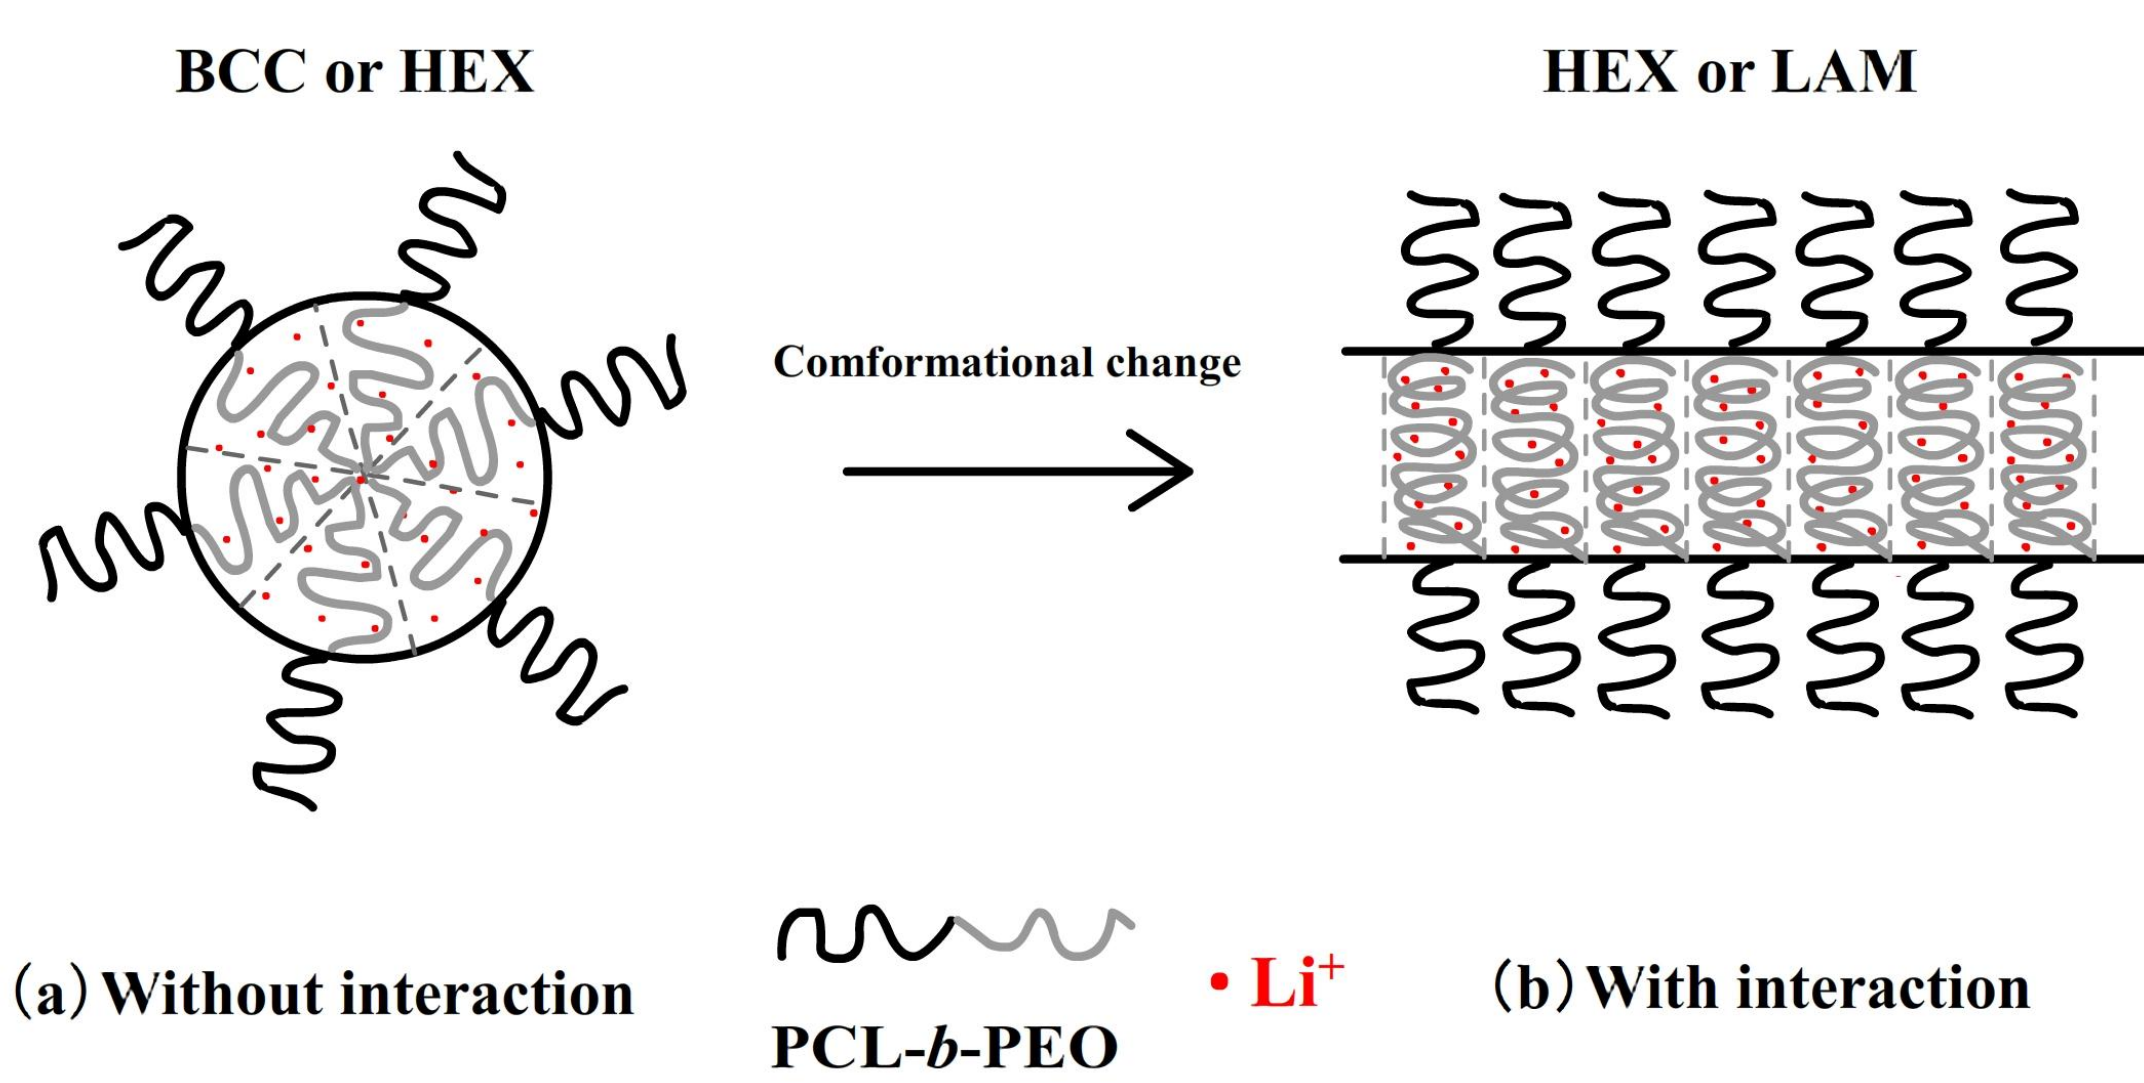 BCC or HEX
HEX or LAM
Comformational change
(a) Without interaction
PCL-b-PEO
• Li⁺
(b) With interaction